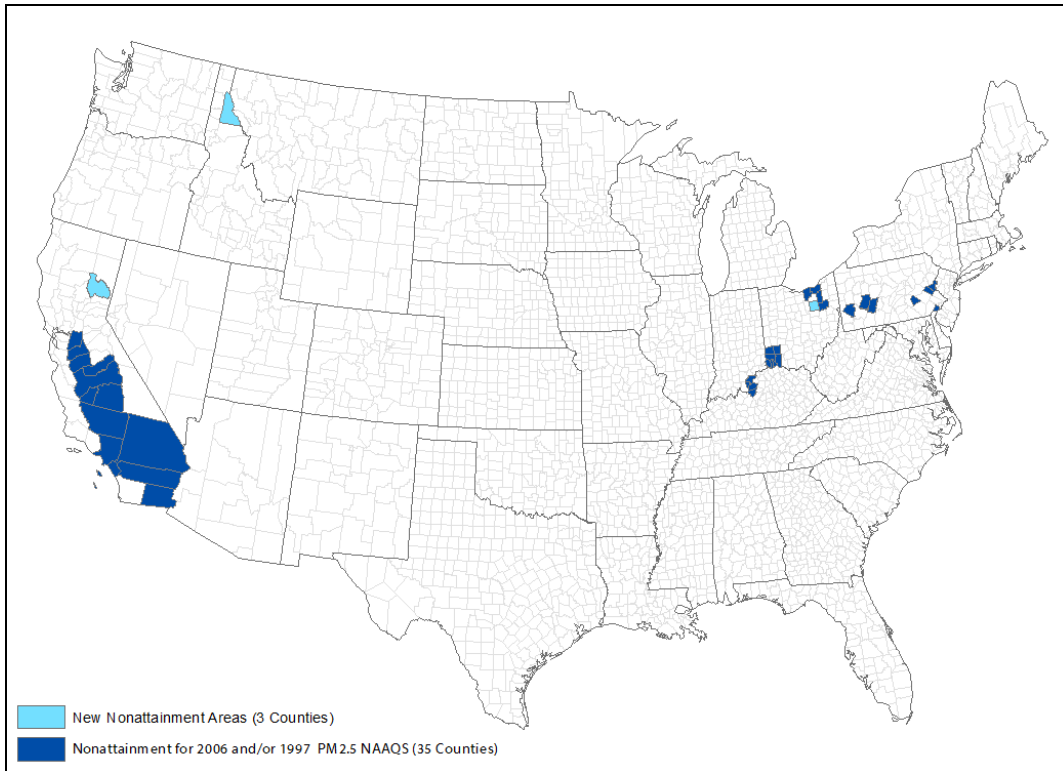 New Nonattainment Areas (3 Counties)
Nonattainment for 2006 and/or 1997 PM2.5 NAAQS (35 Counties)